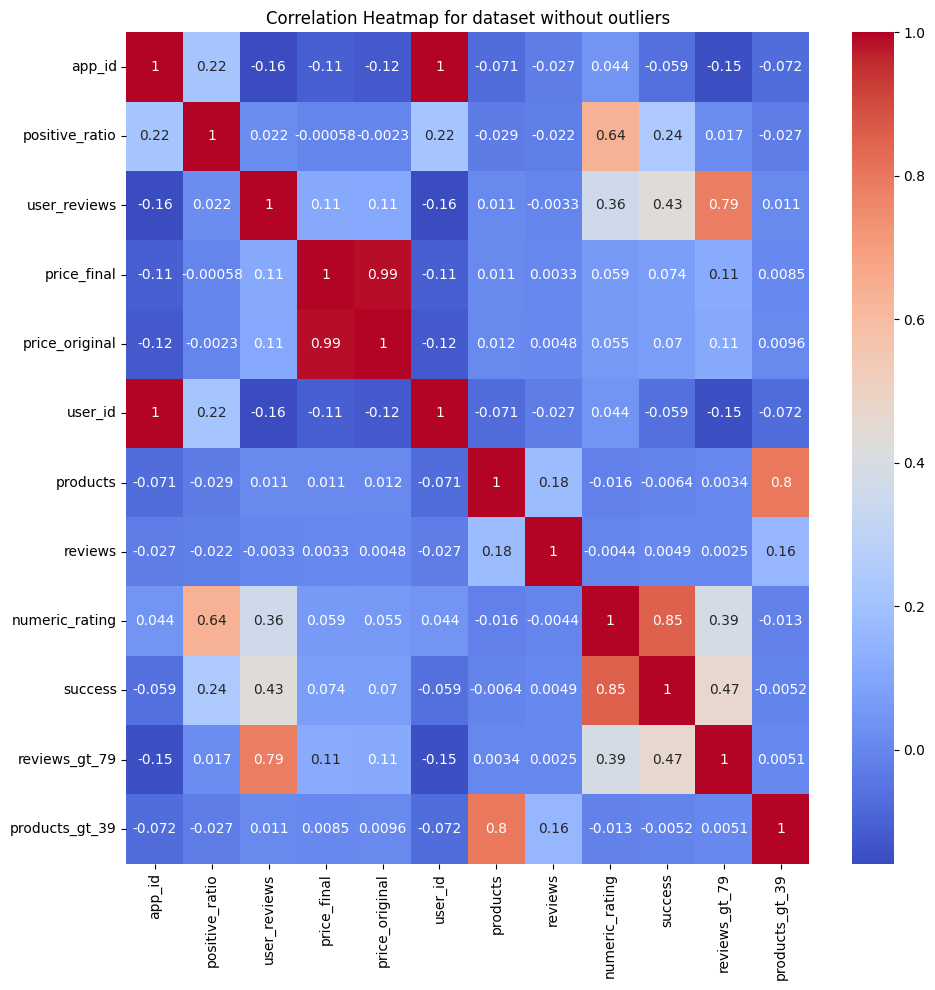 Correlation Heatmap for dataset without outliers
app_id 1 0.22 -0.16 -0.11 -0.12 1 -0.071 -0.027 0.044 -0.059 -0.15 -0.072
positive_ratio 0.22 1 0.022 -0.00058 -0.0023 0.22 -0.029 -0.022 0.64 0.24 0.017 -0.027
user_reviews -0.16 0.022 1 0.11 0.11 -0.16 0.011 -0.0033 0.36 0.43 0.79 0.011
price_final -0.11 -0.00058 0.11 1 0.99 -0.11 0.011 0.0033 0.059 0.074 0.11 0.0085
price_original -0.12 -0.0023 0.11 0.99 1 -0.12 0.012 0.0048 0.055 0.07 0.11 0.0096
user_id 1 0.22 -0.16 -0.11 -0.12 1 -0.071 -0.027 0.044 -0.059 -0.15 -0.072
products -0.071 -0.029 0.011 0.011 0.012 -0.071 1 0.18 -0.016 -0.0064 0.0034 0.8
reviews -0.027 -0.022 -0.0033 0.0033 0.0048 -0.027 0.18 1 -0.0044 0.0049 0.0025 0.16
numeric_rating 0.044 0.64 0.36 0.059 0.055 0.044 -0.016 -0.0044 1 0.85 0.39 -0.013
success -0.059 0.24 0.43 0.074 0.07 -0.059 -0.0064 0.0049 0.85 1 0.47 -0.0052
reviews_gt_79 -0.15 0.017 0.79 0.11 0.11 -0.15 0.0034 0.0025 0.39 0.47 1 0.0051
products_gt_39 -0.072 -0.027 0.011 0.0085 0.0096 -0.072 0.8 0.16 -0.013 -0.0052 0.0051 1
app_id
positive_ratio
user_reviews
price_final
price_original
user_id
products
reviews
numeric_rating
success
reviews_gt_79
products_gt_39
1.0
0.8
0.6
0.4
0.2
0.0